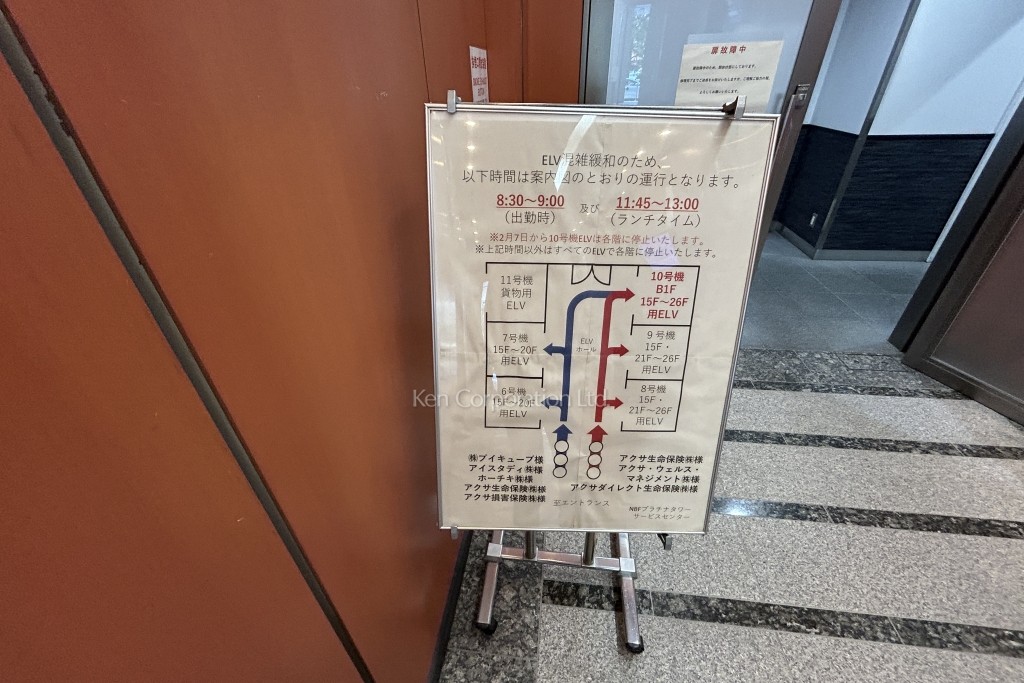 扉故障中
ELV混雑緩和のため、
以下時間は案内図のとおりの運行となります。
8:30～9:00 及び 11:45～13:00
（出勤時） （ランチタイム）
※2月7日から10号機ELVは各階に停止いたします。
※上記時間以外はすべてのELVで各階に停止いたします。
11号機
貨物用
ELV
10号機
B1F
15F～26F
用ELV
7号機
15F～20F
用ELV
ELV
ホール
9号機
15F・
21F～26F
用ELV
6号機
15F～20F
用ELV
8号機
15F・
21F～26F
用ELV
Ken Corporation Ltd.
㈱ブイキューブ様
アイスタディ㈱様
ホーチキ㈱様
アクサ生命保険㈱様
アクサ損害保険㈱様
アクサ生命保険㈱様
アクサ・ウェルス・
マネジメント㈱様
アクサダイレクト生命保険㈱様
至エントランス
NBFプラチナタワー
サービスセンター